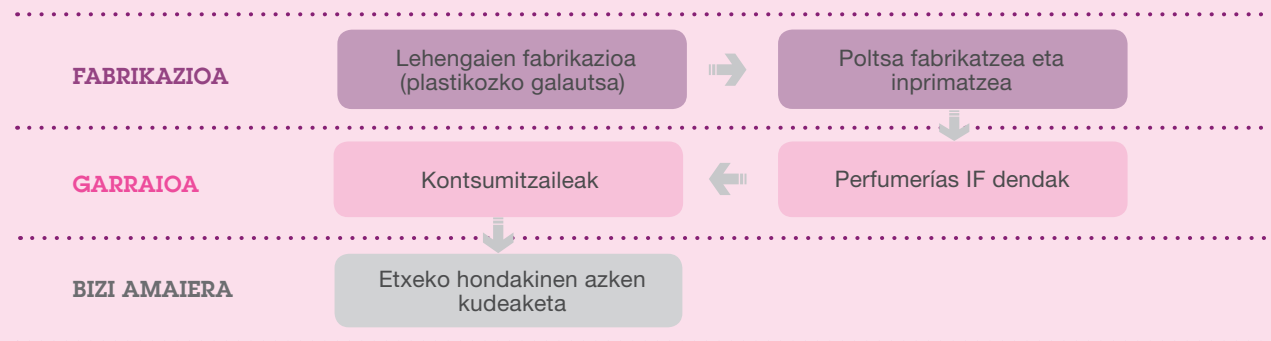 FABRIKAZIOA
Lehengaien fabrikazioa
(plastikozko galautsa)
Poltsa fabrikatzea eta
inprimatzea
GARRAIOA
Kontsumitzaileak
Perfumerías IF dendak
BIZI AMAIERA
Etxeko hondakinen azken
kudeaketa